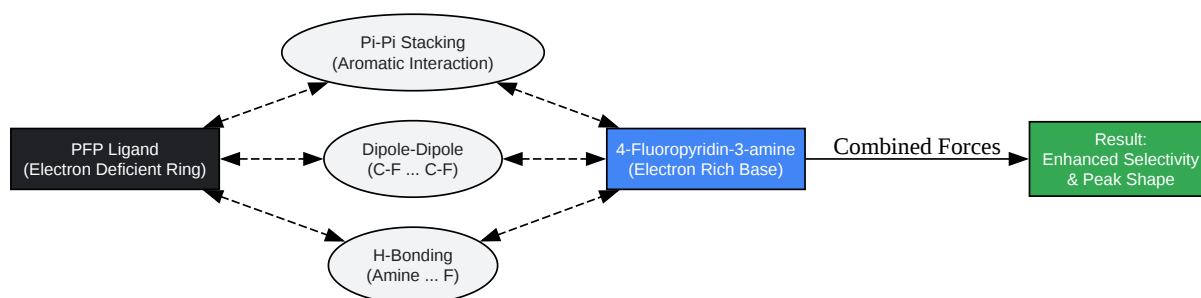 Pi-Pi Stacking
(Aromatic Interaction)
PFP Ligand
(Electron Deficient Ring)
Dipole-Dipole
(C-F ... C-F)
4-Fluoropyridin-3-amine
(Electron Rich Base)
Combined Forces
Result:
Enhanced Selectivity
& Peak Shape
H-Bonding
(Amine ... F)